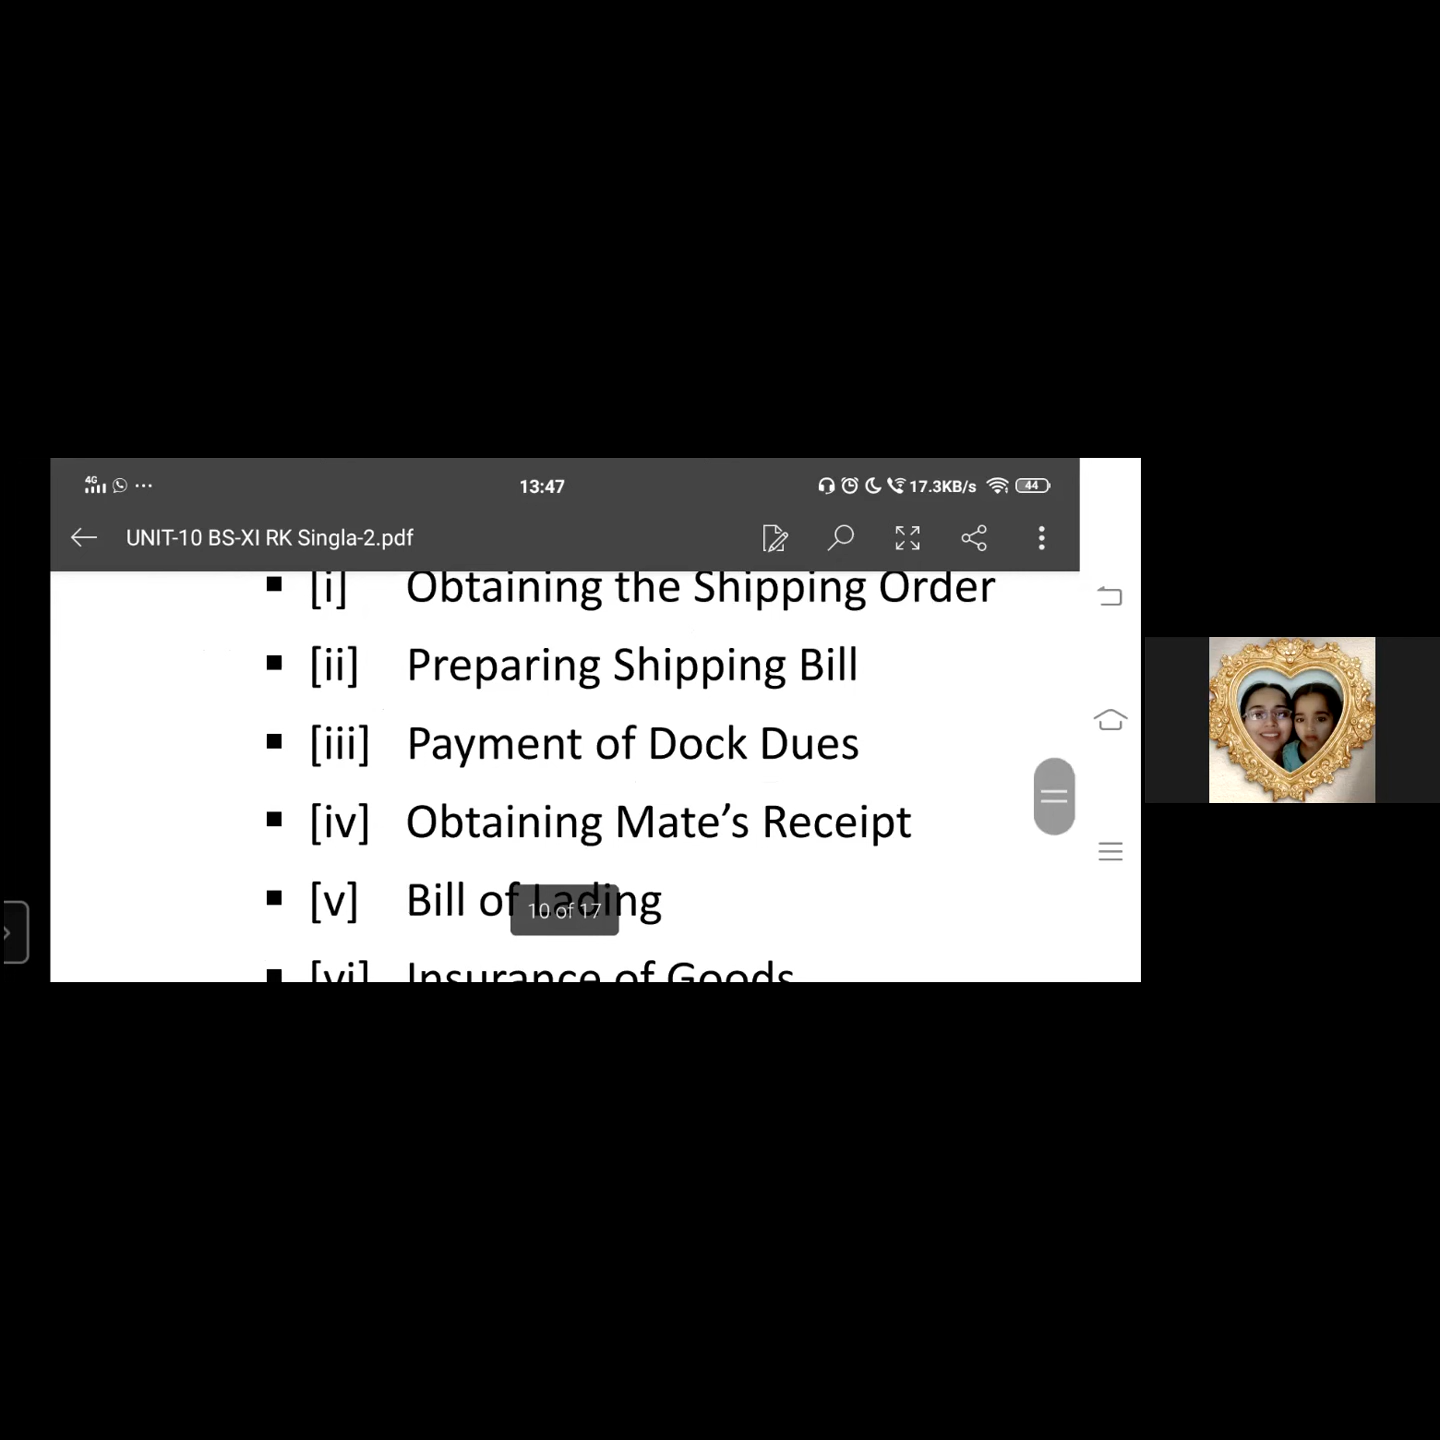 4G ... 13:47 17.3KB/s 44
UNIT-10 BS-XI RK Singla-2.pdf
▪ [i] Obtaining the Shipping Order
▪ [ii] Preparing Shipping Bill
▪ [iii] Payment of Dock Dues
▪ [iv] Obtaining Mate’s Receipt
▪ [v] Bill of Lading
10 of 17
▪ [vi] Insurance of Goods